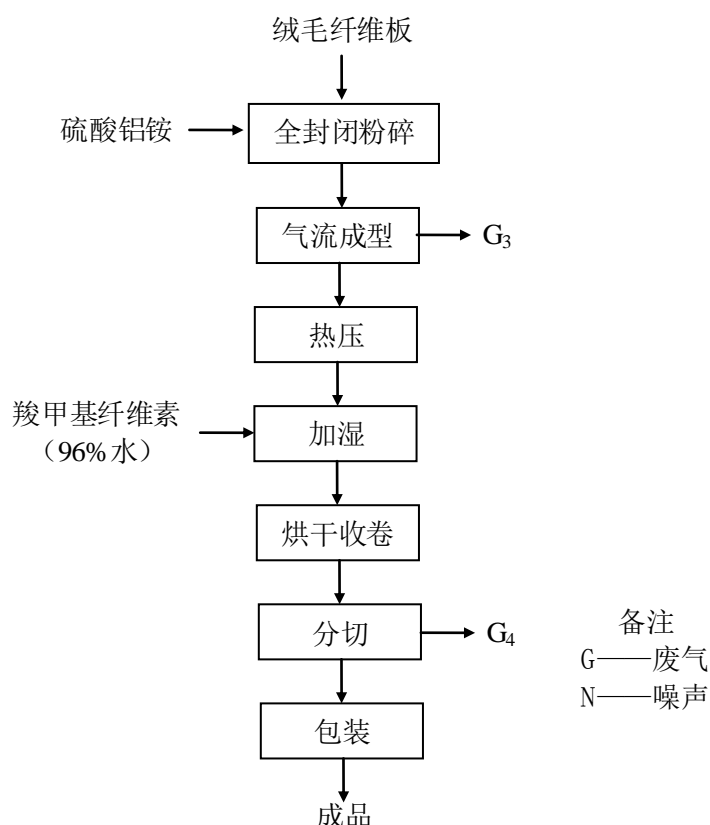 绒毛纤维板
硫酸铝铵
全封闭粉碎
气流成型
G₃
热压
羧甲基纤维素
（96%水）
加湿
烘干收卷
分切
G₄
备注
G——废气
N——噪声
包装
成品